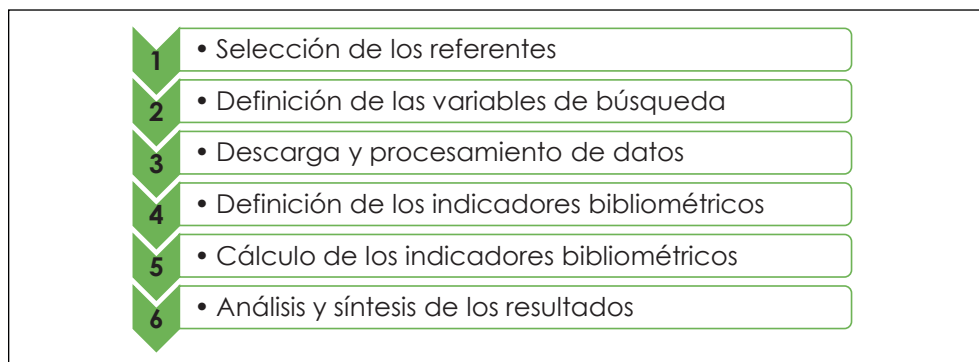 1 • Selección de los referentes
2 • Definición de las variables de búsqueda
3 • Descarga y procesamiento de datos
4 • Definición de los indicadores bibliométricos
5 • Cálculo de los indicadores bibliométricos
6 • Análisis y síntesis de los resultados